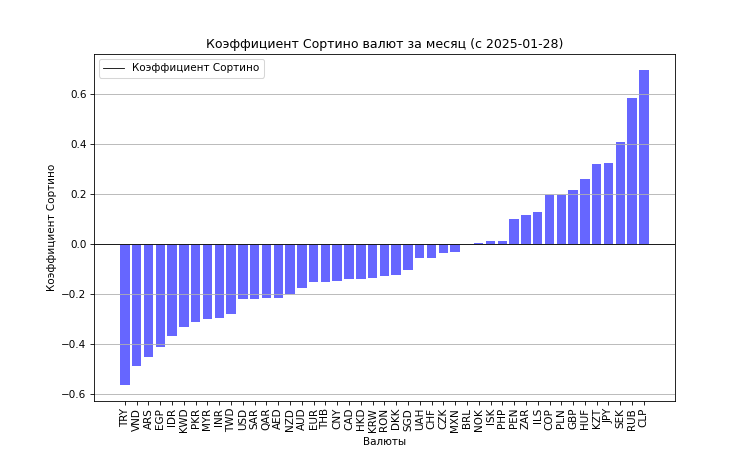 Коэффициент Сортино валют за месяц (с 2025-01-28)
Коэффициент Сортино
Коэффициент Сортино
0.6
0.4
0.2
0.0
−0.2
−0.4
−0.6
TRY VND ARS EGP IDR KWD PKR MYR INR TWD USD SAR QAR AED NZD AUD EUR THB CNY CAD HKD KRW RON DKK SGD UAH CHF CZK MXN BRL NOK ISK PHP PEN ZAR ILS COP PLN GBP HUF KZT JPY SEK RUB CLP
Валюты